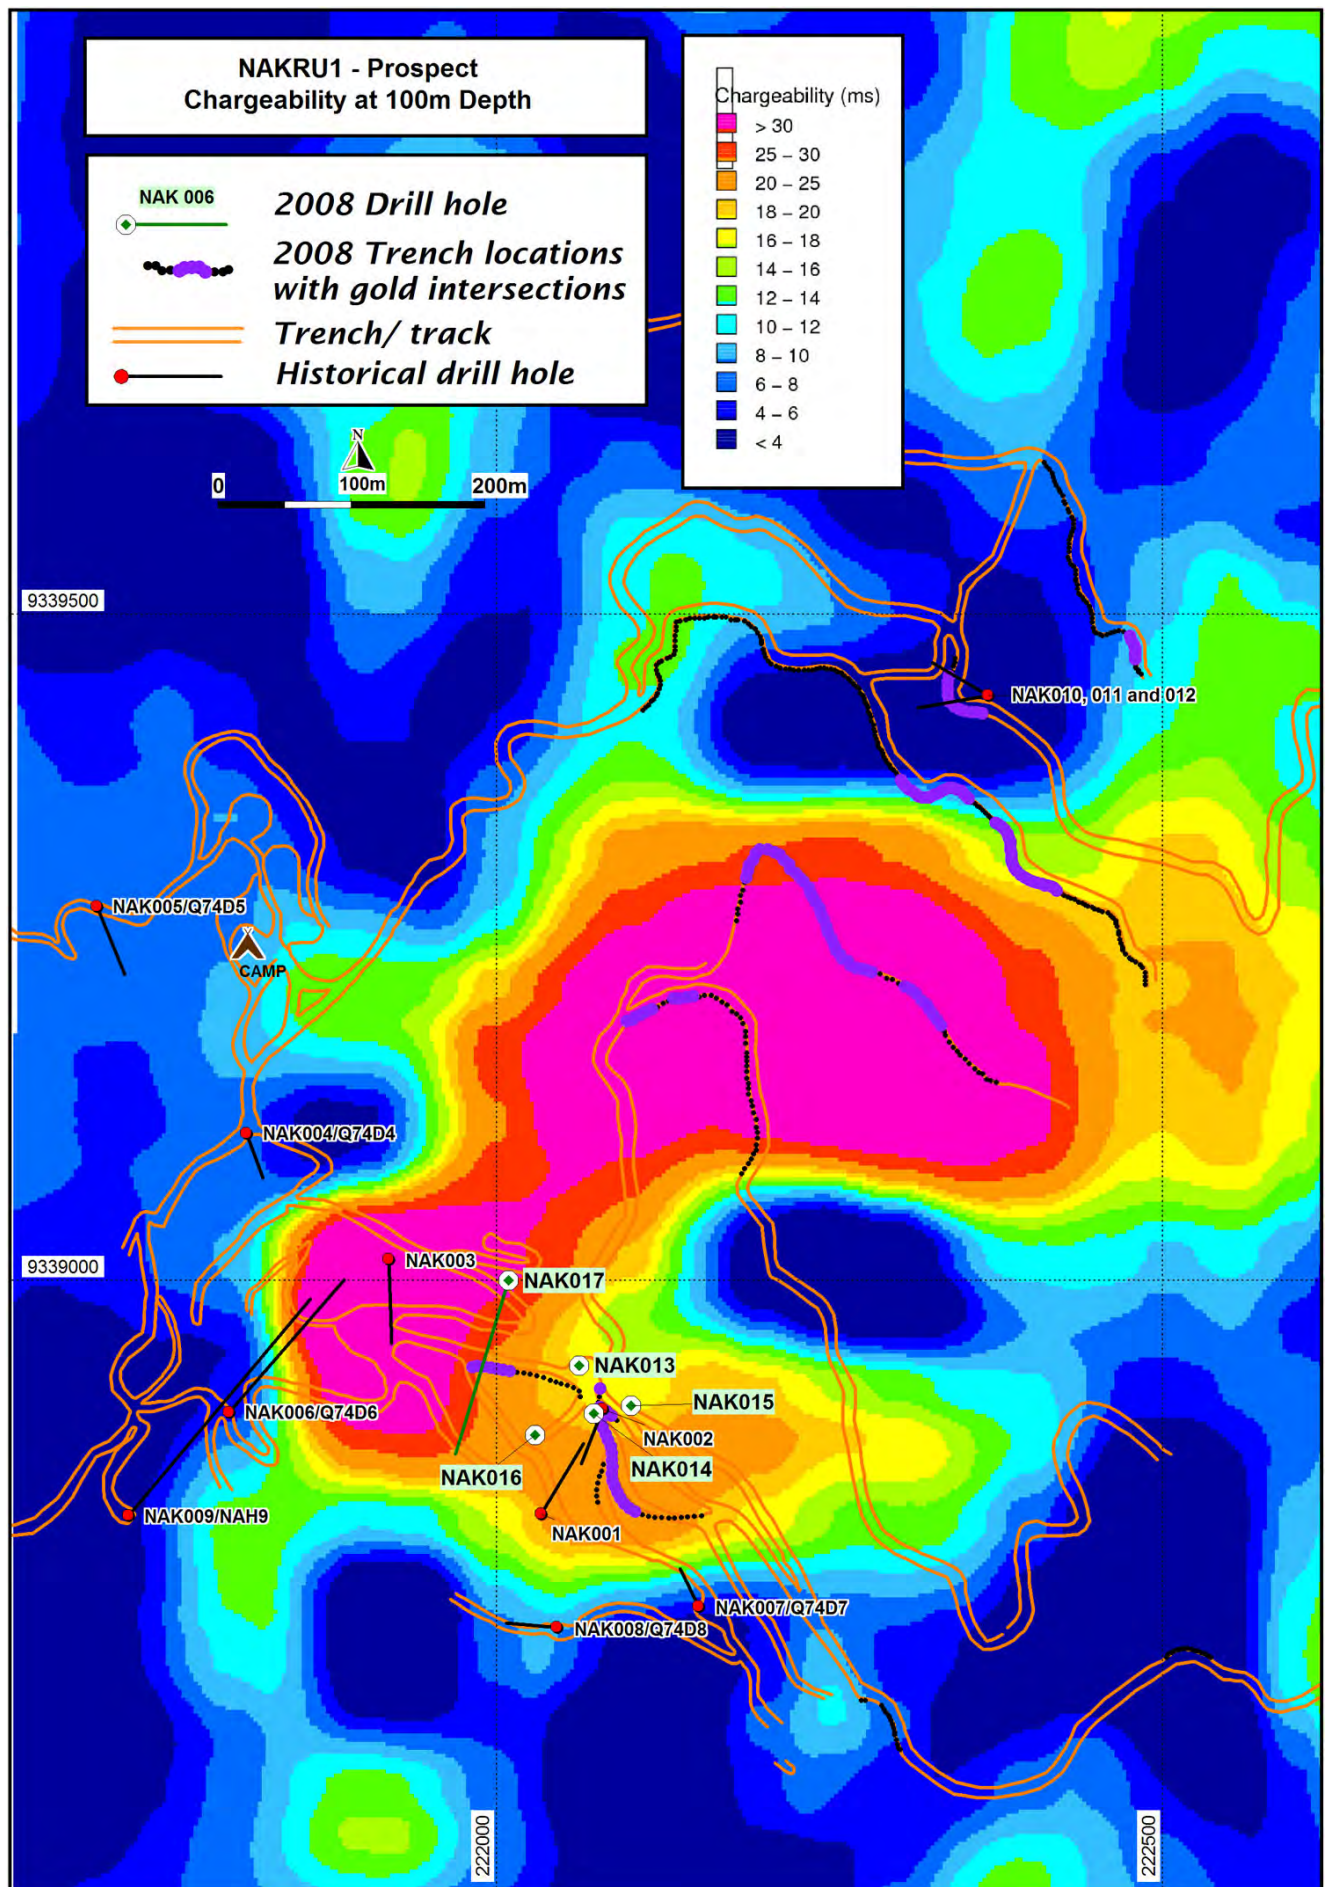 NAKRU1 - Prospect
Chargeability at 100m Depth
NAK 006
2008 Drill hole
2008 Trench locations
with gold intersections
Trench/ track
Historical drill hole
Chargeability (ms)
> 30
25 – 30
20 – 25
18 – 20
16 – 18
14 – 16
12 – 14
10 – 12
8 – 10
6 – 8
4 – 6
< 4
N
0
100m
200m
9339500
NAK010, 011 and 012
NAK005/Q74D5
CAMP
NAK004/Q74D4
9339000
NAK003
NAK017
NAK013
NAK015
NAK006/Q74D6
NAK002
NAK016
NAK014
NAK009/NAH9
NAK001
NAK007/Q74D7
NAK008/Q74D8
222000
222500